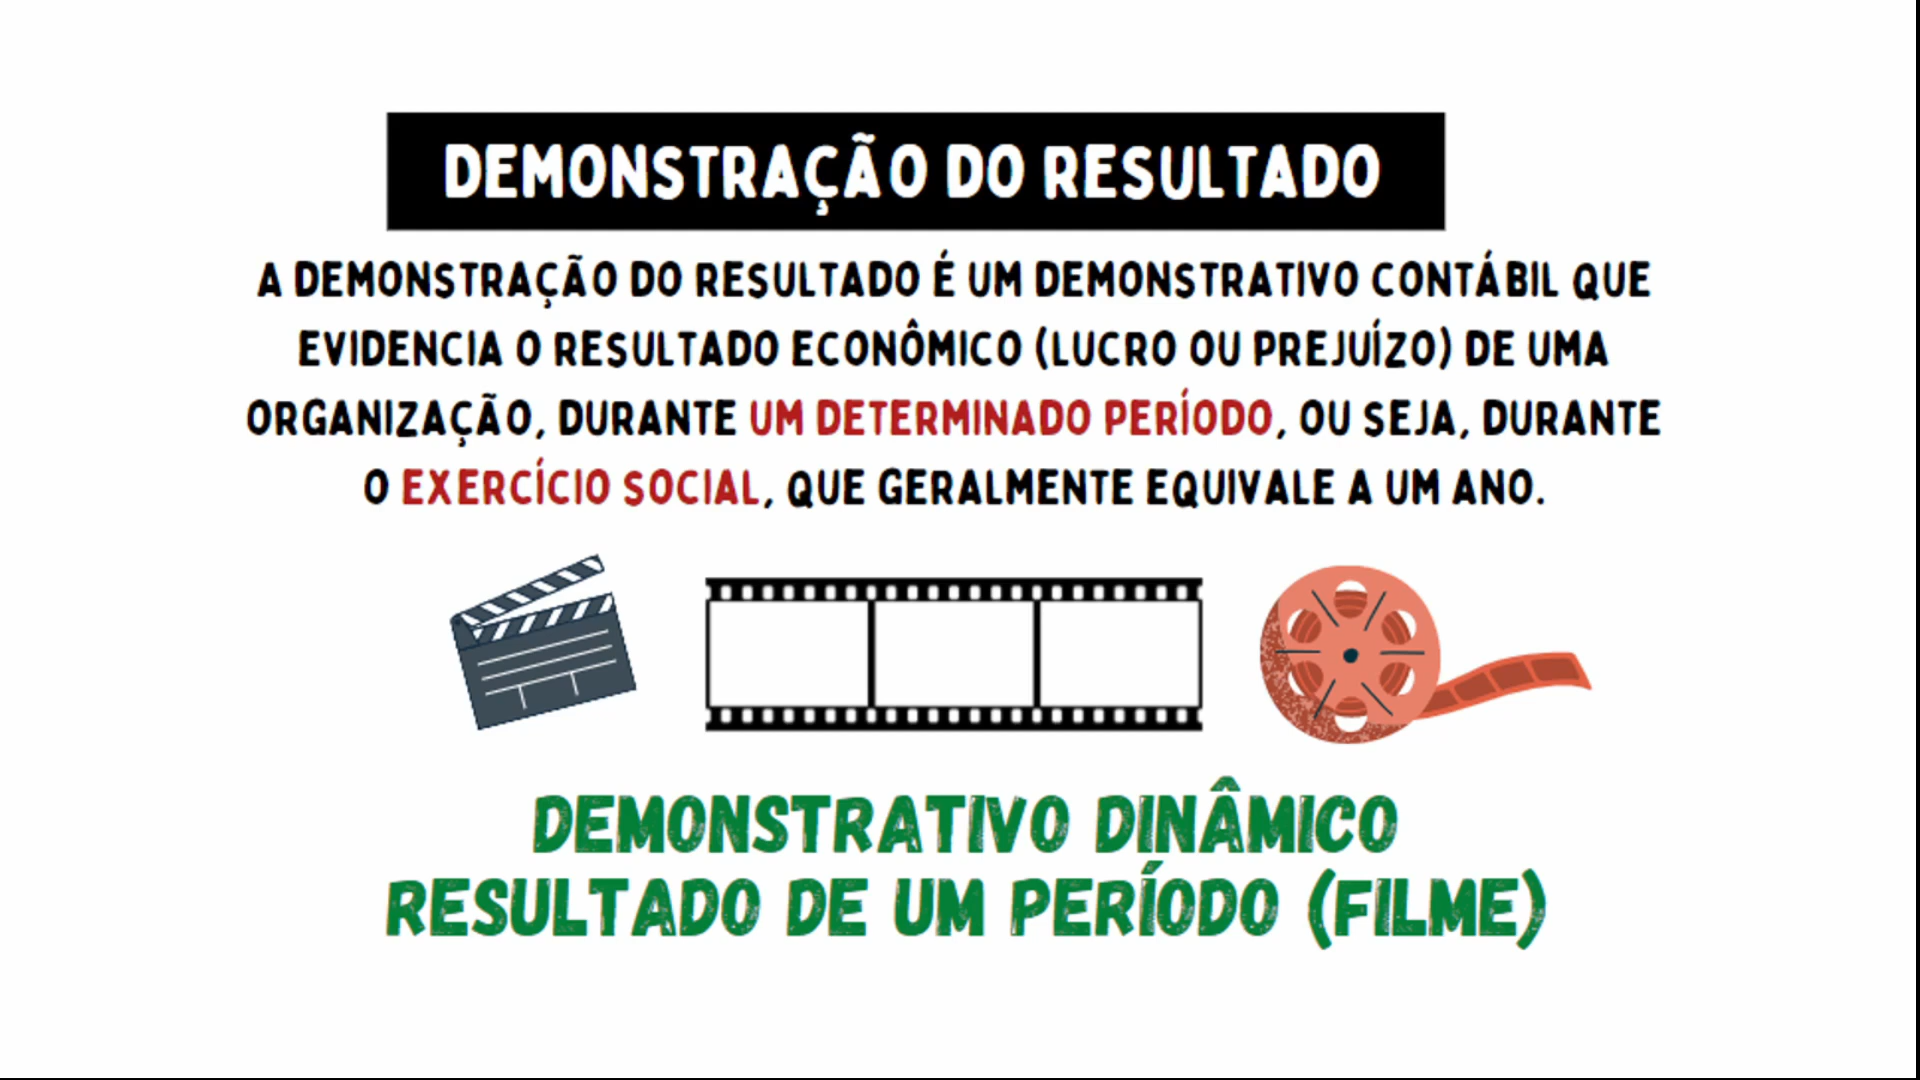 DEMONSTRAÇÃO DO RESULTADO
A DEMONSTRAÇÃO DO RESULTADO É UM DEMONSTRATIVO CONTÁBIL QUE
EVIDENCIA O RESULTADO ECONÔMICO (LUCRO OU PREJUÍZO) DE UMA
ORGANIZAÇÃO, DURANTE UM DETERMINADO PERÍODO, OU SEJA, DURANTE
O EXERCÍCIO SOCIAL, QUE GERALMENTE EQUIVALE A UM ANO.
DEMONSTRATIVO DINÂMICO
RESULTADO DE UM PERÍODO (FILME)